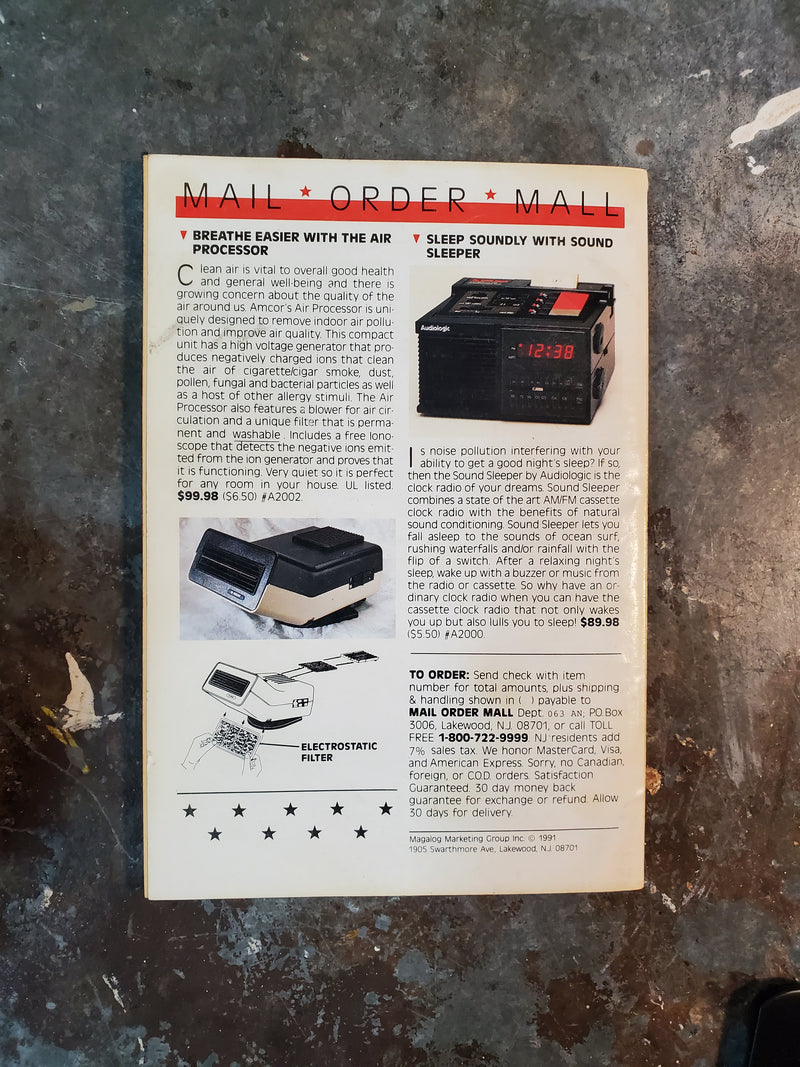 MAIL ★ ORDER ★ MALL
BREATHE EASIER WITH THE AIR
PROCESSOR
Clean air is vital to overall good health
and general well-being and there is
growing concern about the quality of the
air around us. Amcor's Air Processor is uni-
quely designed to remove indoor air pollu-
tion and improve air quality. This compact
unit has a high voltage generator that pro-
duces negatively charged ions that clean
the air of cigarette/cigar smoke, dust,
pollen, fungal and bacterial particles as well
as a host of other allergy stimuli. The Air
Processor also features a blower for air cir-
culation and a unique filter that is perma-
nent and washable. Includes a free Iono-
scope that detects the negative ions emit-
ted from the ion generator and proves that
it is functioning. Very quiet so it is perfect
for any room in your house. UL listed.
$99.98 ($6.50) #A2002.
ELECTROSTATIC
FILTER
SLEEP SOUNDLY WITH SOUND
SLEEPER
Audiologic
12:38
Is noise pollution interfering with your
ability to get a good night's sleep? If so,
then the Sound Sleeper by Audiologic is the
clock radio of your dreams. Sound Sleeper
combines a state of the art AM/FM cassette
clock radio with the benefits of natural
sound conditioning. Sound Sleeper lets you
fall asleep to the sounds of ocean surf,
rushing waterfalls and/or rainfall with the
flip of a switch. After a relaxing night's
sleep, wake up with a buzzer or music from
the radio or cassette. So why have an or-
dinary clock radio when you can have the
cassette clock radio that not only wakes
you up but also lulls you to sleep! $89.98
($5.50) #A2000.
TO ORDER: Send check with item
number for total amounts, plus shipping
& handling shown in ( ) payable to
MAIL ORDER MALL Dept. 063 AN; P.O. Box
3006, Lakewood, N.J. 08701, or call TOLL
FREE 1-800-722-9999. NJ residents add
7% sales tax. We honor MasterCard, Visa,
and American Express. Sorry, no Canadian,
foreign, or C.O.D. orders. Satisfaction
Guaranteed. 30 day money back
guarantee for exchange or refund. Allow
30 days for delivery.
Magalog Marketing Group Inc. © 1991
1905 Swarthmore Ave, Lakewood, N.J. 08701